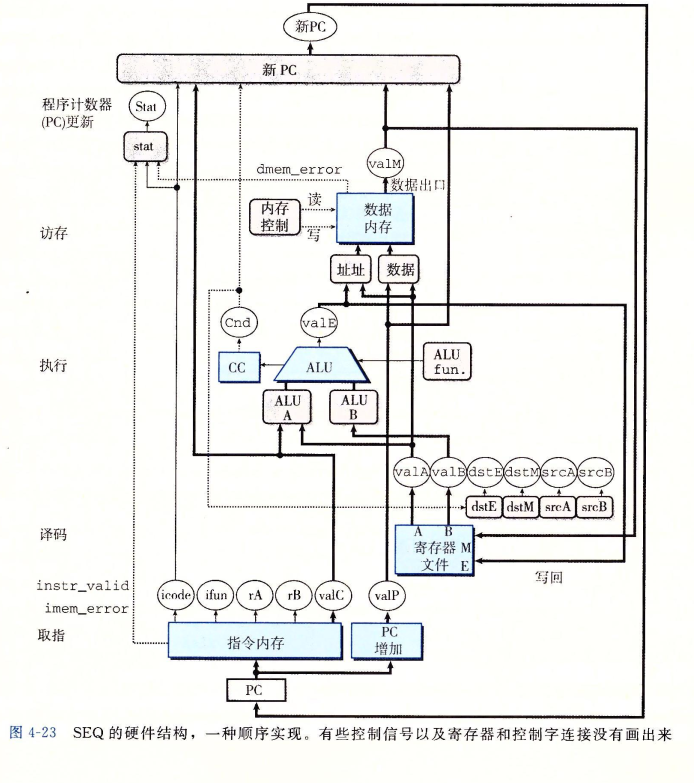 新PC
新 PC
程序计数器
(PC)更新
Stat
stat
dmem_error
valM
数据出口
访存
内存
控制
读
写
数据
内存
址址
数据
Cnd
valE
执行
CC
ALU
ALU
fun.
ALU
A
ALU
B
valA
valB
dstE
dstM
srcA
srcB
dstE
dstM
srcA
srcB
译码
A
B
寄存器
文件
M
E
写回
instr_valid
imem_error
取指
icode
ifun
rA
rB
valC
valP
指令内存
PC
增加
PC
图 4-23 SEQ 的硬件结构，一种顺序实现。有些控制信号以及寄存器和控制字连接没有画出来